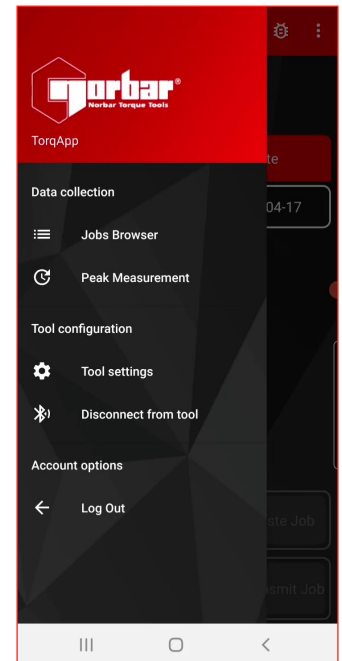 Norbar®
Norbar Torque Tools
TorqApp
te
Data collection
04-17
Jobs Browser
Peak Measurement
Tool configuration
Tool settings
Disconnect from tool
Account options
Log Out
ste Job
smit Job